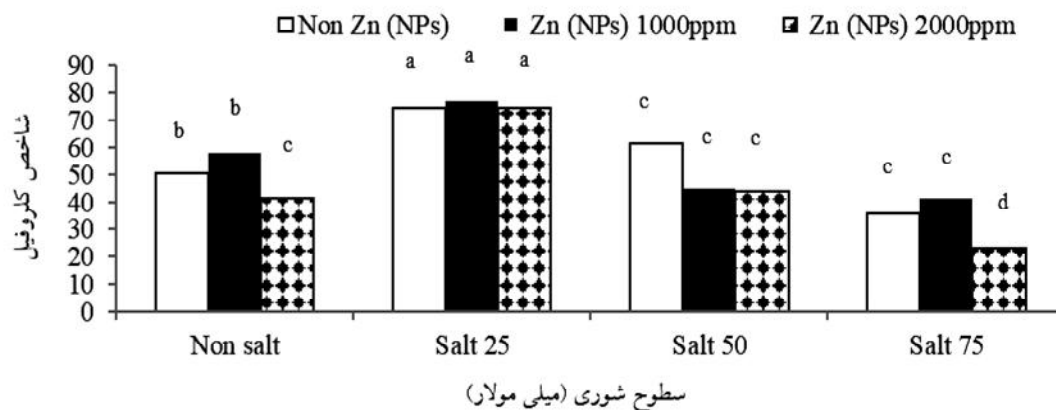 Non Zn (NPs) Zn (NPs) 1000ppm Zn (NPs) 2000ppm
شاخص کلروفیل
90
80
70
60
50
40
30
20
10
0
b b c
a a a
c c c
c c d
Non salt Salt 25 Salt 50 Salt 75
سطوح شوری (میلی مولار)